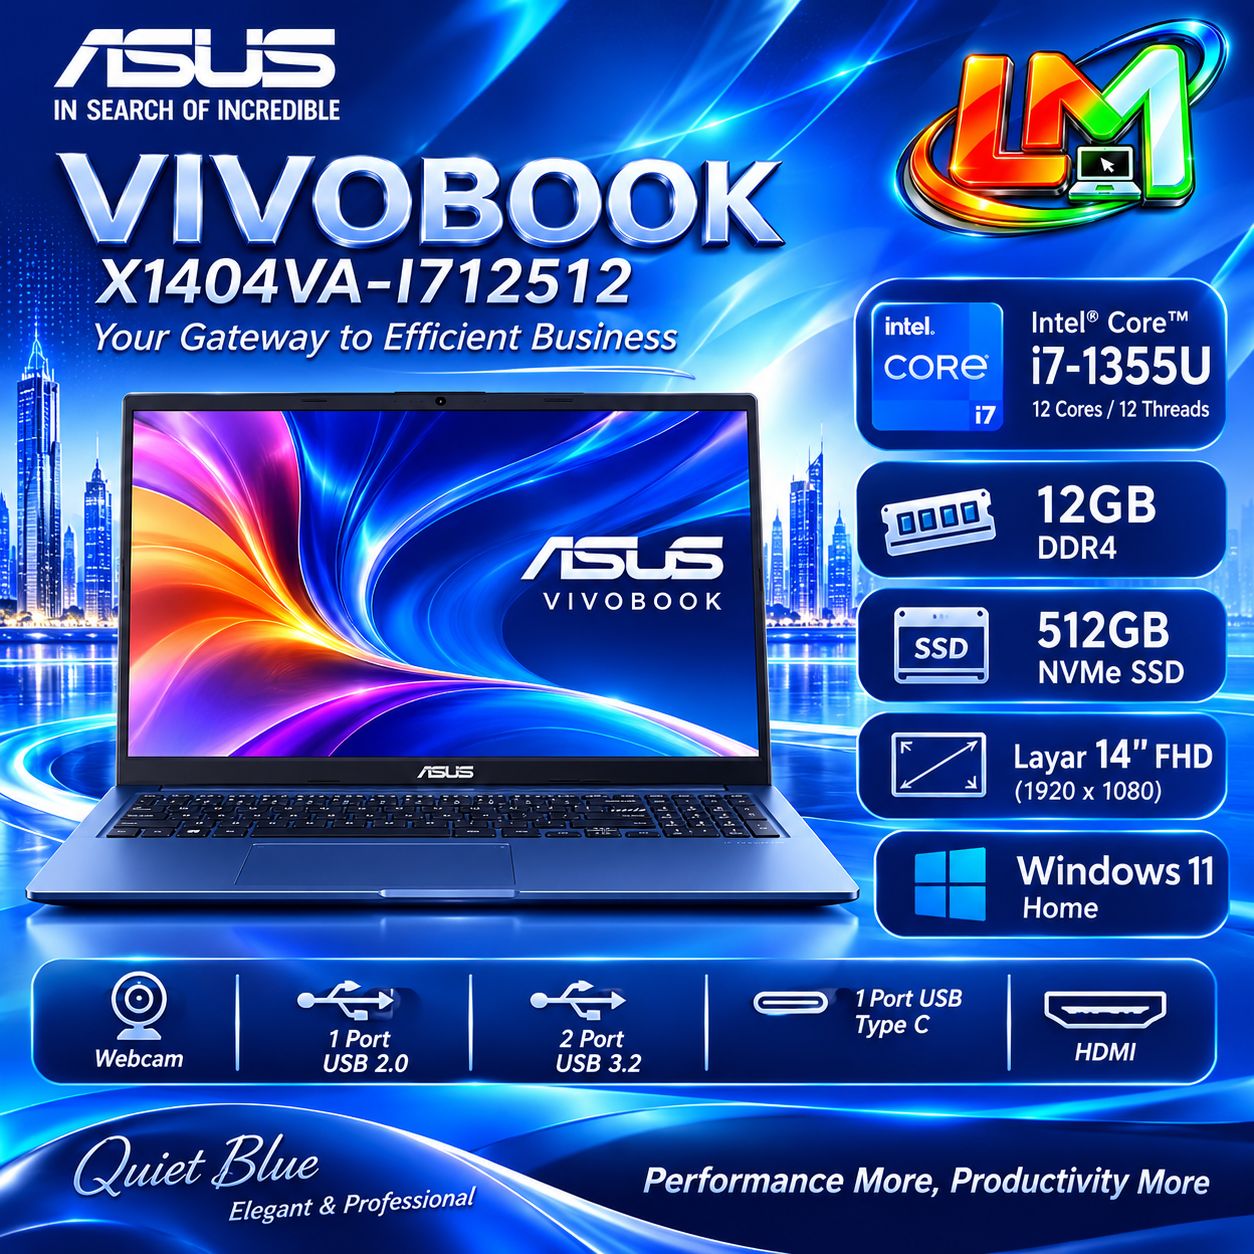 ASUS
IN SEARCH OF INCREDIBLE
LM
VIVOBOOK
X1404VA-I712512
Your Gateway to Efficient Business
intel.
CORE
i7
Intel® Core™
i7-1355U
12 Cores / 12 Threads
12GB
DDR4
SSD
512GB
NVMe SSD
Layar 14" FHD
(1920 x 1080)
Windows 11
Home
ASUS
VIVOBOOK
ASUS
Webcam
1 Port
USB 2.0
2 Port
USB 3.2
1 Port USB
Type C
HDMI
Quiet Blue
Elegant & Professional
Performance More, Productivity More